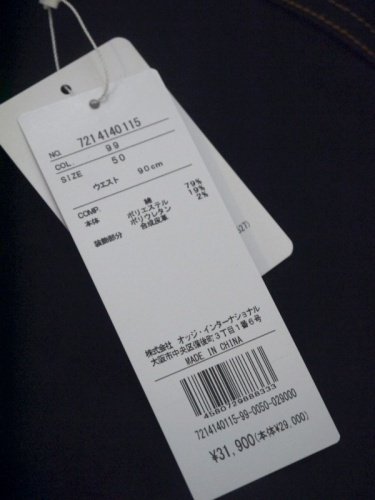 NO. 7214140115
COL. 99
SIZE 50
ウエスト 90cm
COMP. 綿 79%
本体 ポリエステル 19%
ポリウレタン 2%
装飾部分 合成皮革
株式会社 オッジ・インターナショナル
大阪市中央区備後町3丁目1番6号
MADE IN CHINA
4580729888333
7214140115-99-0050-029000
¥31,900(本体¥29,000)